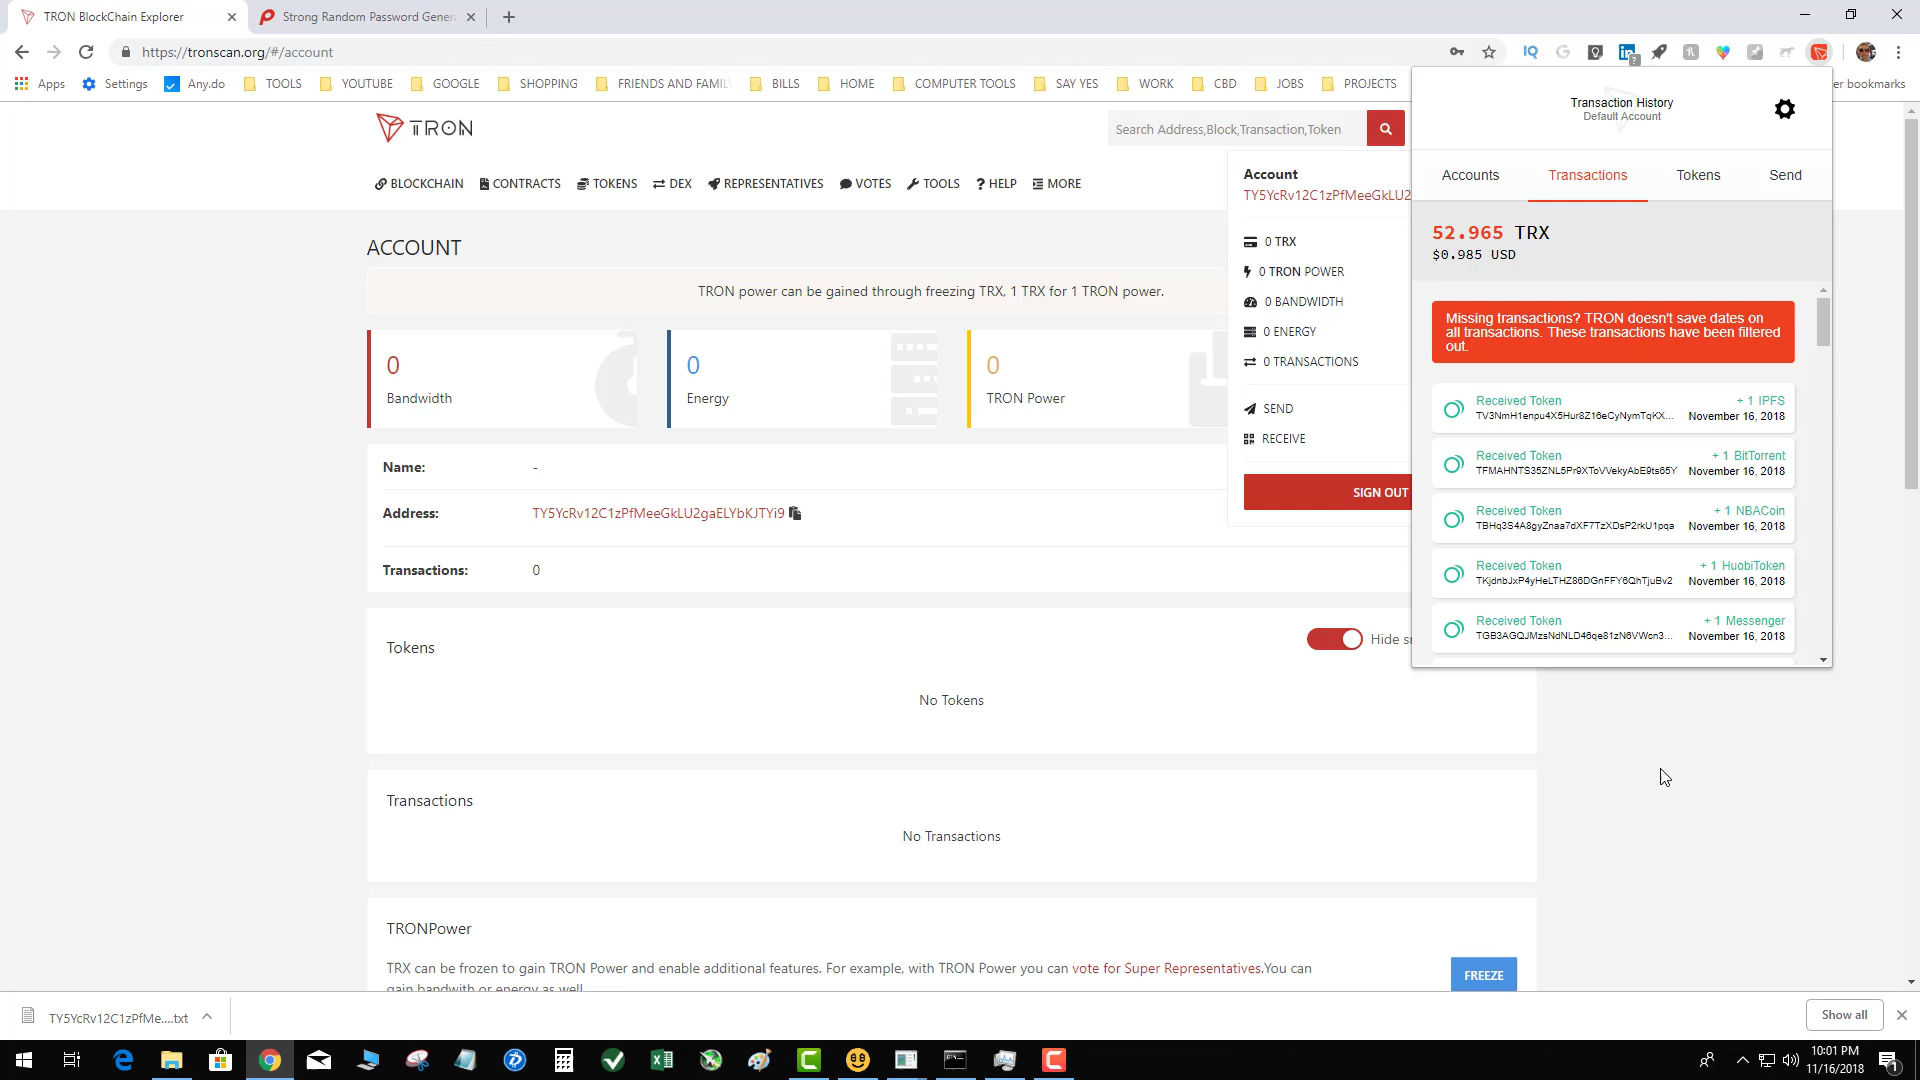 TRON BlockChain Explorer
Strong Random Password Gener
https://tronscan.org/#/account
Apps
Settings
Any.do
TOOLS
YOUTUBE
GOOGLE
SHOPPING
FRIENDS AND FAMIL
BILLS
HOME
COMPUTER TOOLS
SAY YES
WORK
CBD
JOBS
PROJECTS
er bookmarks
TRON
Search Address,Block,Transaction,Token
BLOCKCHAIN
CONTRACTS
TOKENS
DEX
REPRESENTATIVES
VOTES
TOOLS
HELP
MORE
ACCOUNT
TRON power can be gained through freezing TRX, 1 TRX for 1 TRON power.
0
Bandwidth
0
Energy
0
TRON Power
Name:
-
Address:
TY5YcRv12C1zPfMeeGkLU2gaELYbKJTYi9
Transactions:
0
Account
TY5YcRv12C1zPfMeeGkLU2
0 TRX
0 TRON POWER
0 BANDWIDTH
0 ENERGY
0 TRANSACTIONS
SEND
RECEIVE
SIGN OUT
Tokens
Hide s
No Tokens
Transactions
No Transactions
TRONPower
TRX can be frozen to gain TRON Power and enable additional features. For example, with TRON Power you can vote for Super Representatives.You can
gain bandwith or energy as well.
FREEZE
Transaction History
Default Account
Accounts
Transactions
Tokens
Send
52.965 TRX
$0.985 USD
Missing transactions? TRON doesn't save dates on
all transactions. These transactions have been filtered
out.
Received Token
+ 1 IPFS
TV3NmH1enpu4X5Hur8Z16eCyNymTqKX...
November 16, 2018
Received Token
+ 1 BitTorrent
TFMAHNTS35ZNL5Pr9XToVVekyAbE9ts65Y
November 16, 2018
Received Token
+ 1 NBACoin
TBHq3S4A8gyZnaa7dXF7TzXDsP2rkU1pqa
November 16, 2018
Received Token
+ 1 HuobiToken
TKjdnbJxP4yHeLTHZ86DGnFFY6QhTjuBv2
November 16, 2018
Received Token
+ 1 Messenger
TGB3AGQJMzsNdNLD46qe81zN6VWcn3...
November 16, 2018
TY5YcRv12C1zPfMe....txt
Show all
10:01 PM
11/16/2018